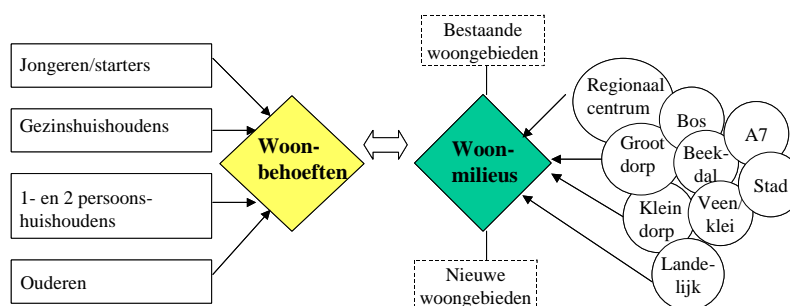 Jongeren/starters
Gezinshuishoudens
1- en 2 persoons-
huishoudens
Ouderen
Woon-
behoeften
Bestaande
woongebieden
Woon-
milieus
Nieuwe
woongebieden
Regionaal
centrum
Bos
A7
Groot
dorp
Beek-
dal
Stad
Klein
dorp
Veen/
klei
Lande-
lijk